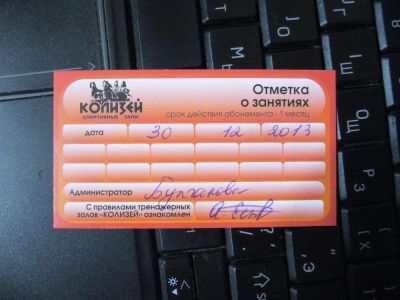 КОЛИЗЕЙ
СПОРТИВНЫЕ ЗАЛЫ
Отметка
о занятиях
срок действия абонемента - 1 месяц
дата 30 12 2013
Администратор
С правилами тренажерных
залов «КОЛИЗЕЙ» ознакомлен